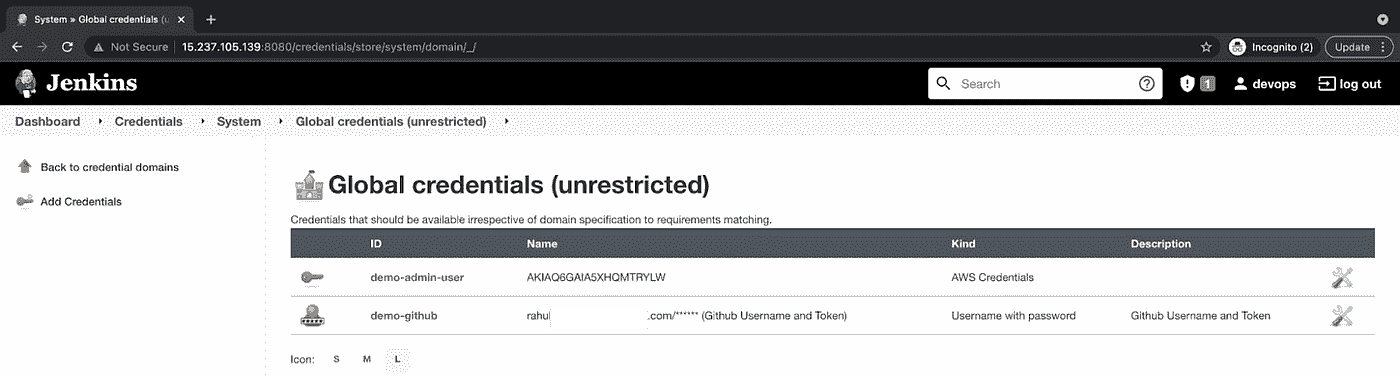 System » Global credentials (u
Not Secure 15.237.105.139:8080/credentials/store/system/domain/_/ Incognito (2) Update
Jenkins Search 1 devops log out
Dashboard Credentials System Global credentials (unrestricted)
Back to credential domains
Add Credentials
Global credentials (unrestricted)
Credentials that should be available irrespective of domain specification to requirements matching.
ID Name Kind Description
demo-admin-user AKIAQ6GAIA5XHQMTRYLW AWS Credentials
demo-github rahul .com/****** (Github Username and Token) Username with password Github Username and Token
Icon: S M L